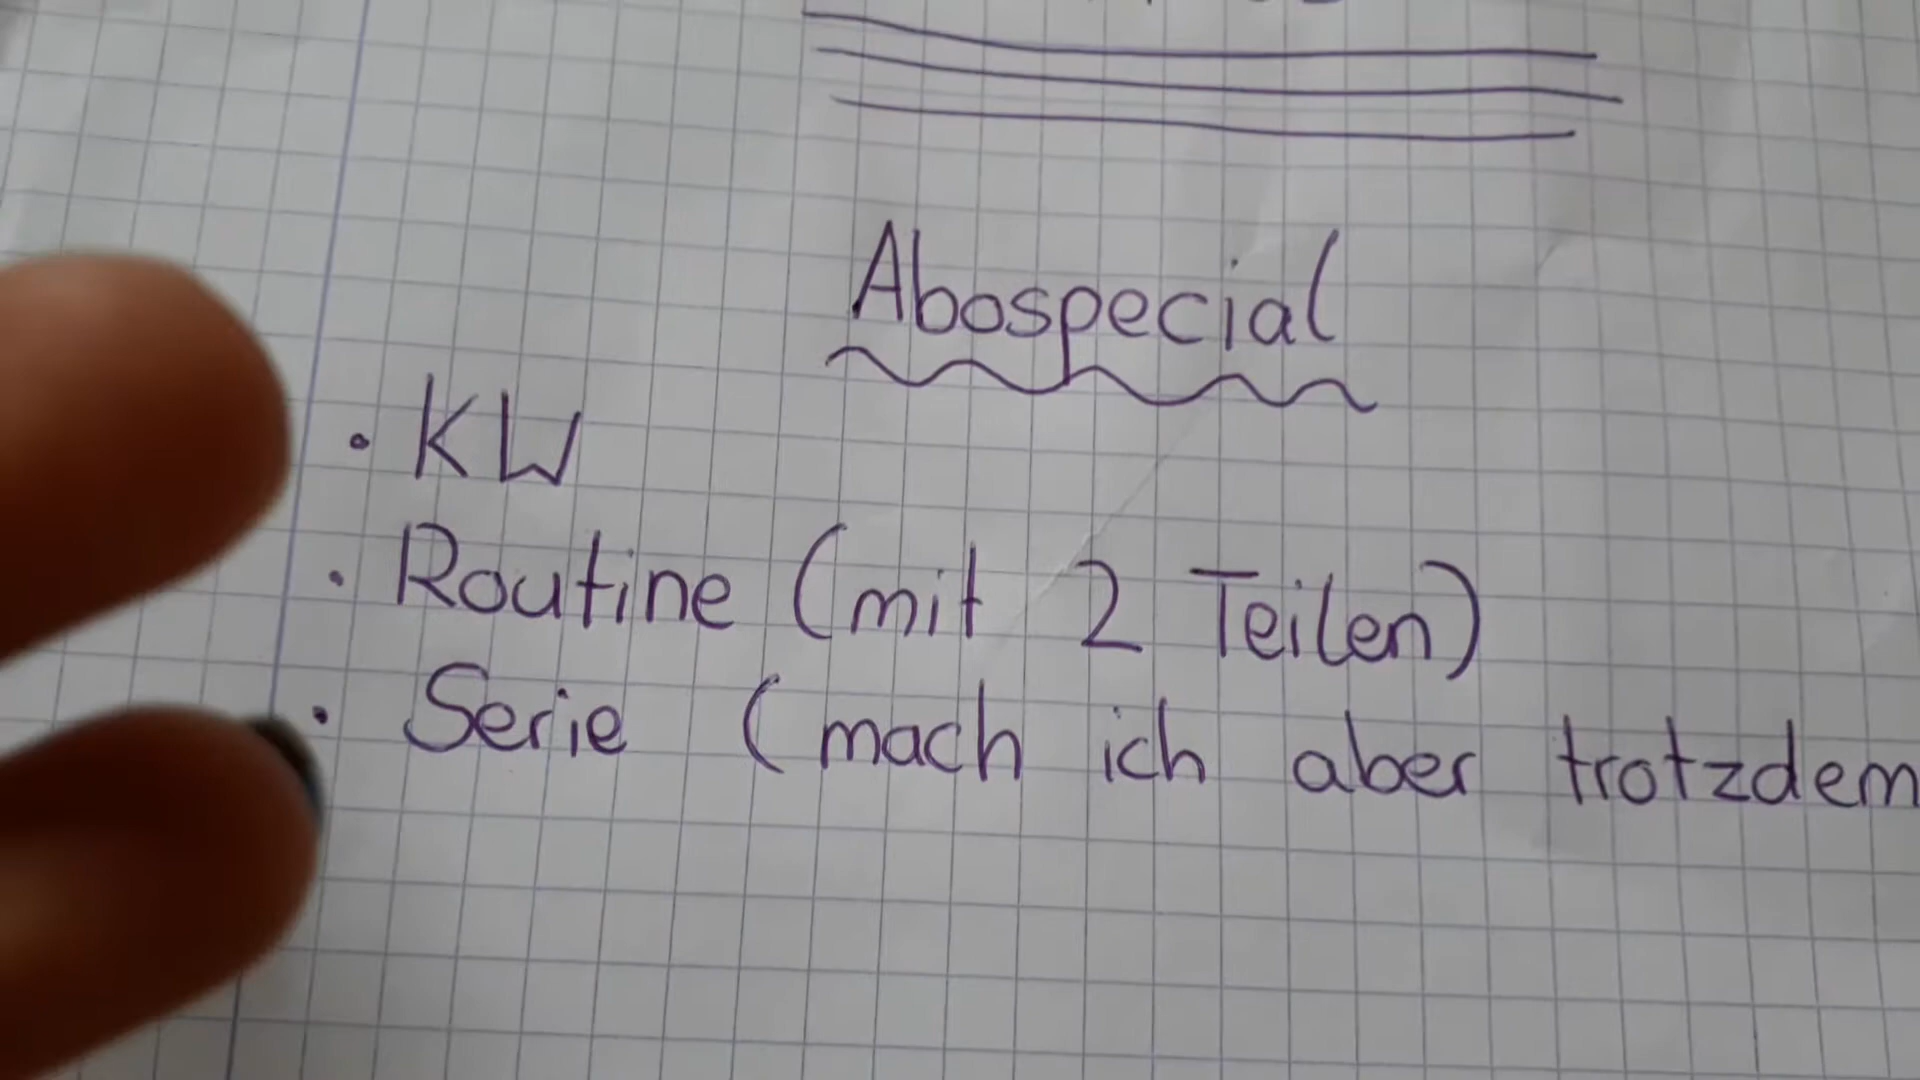 Abospecial
• KW
• Routine (mit 2 Teilen)
• Serie (mach ich aber trotzdem